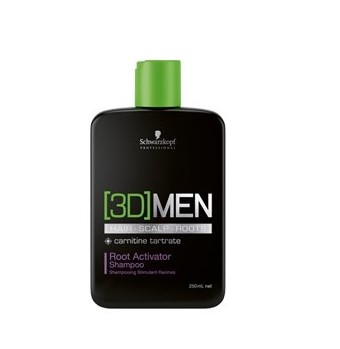 Schwarzkopf
PROFESSIONAL
[3D]MEN
[HAIR•SCALP•ROOTS]
+ carnitine tartrate
Root Activator
Shampoo
Shampooing Stimulant Racines
250mL net